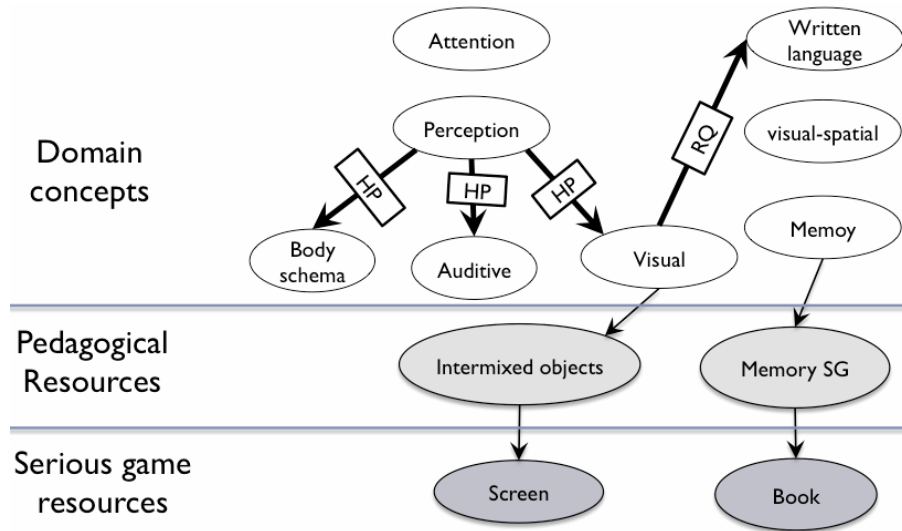 Attention
Written
language
Perception
visual-spatial
Domain
concepts
HP
HP
HP
RQ
Body
schema
Auditive
Visual
Memoy
Pedagogical
Resources
Intermixed objects
Memory SG
Serious game
resources
Screen
Book